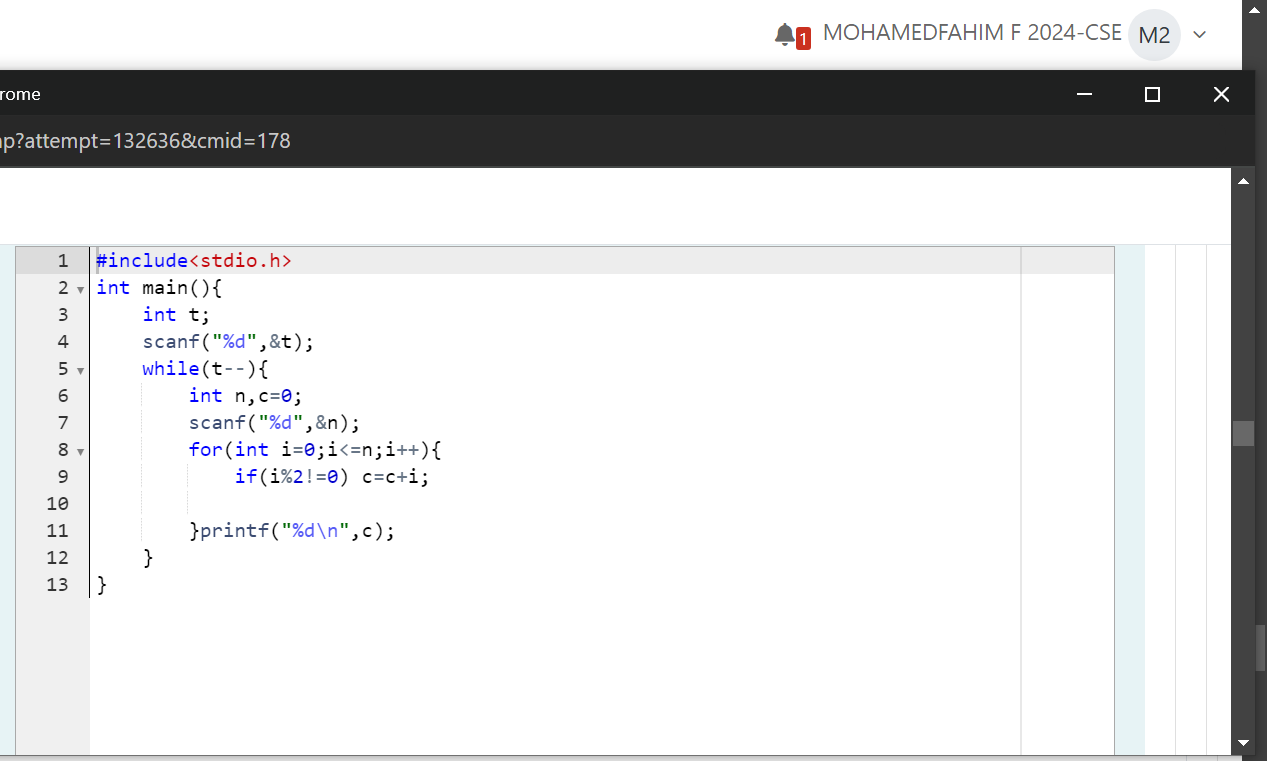 1 MOHAMEDFAHIM F 2024-CSE M2
rome
p?attempt=132636&cmid=178
1 #include<stdio.h>
2 int main(){
3     int t;
4     scanf("%d",&t);
5     while(t--){
6         int n,c=0;
7         scanf("%d",&n);
8         for(int i=0;i<=n;i++){
9             if(i%2!=0) c=c+i;
10
11         }printf("%d\n",c);
12     }
13 }